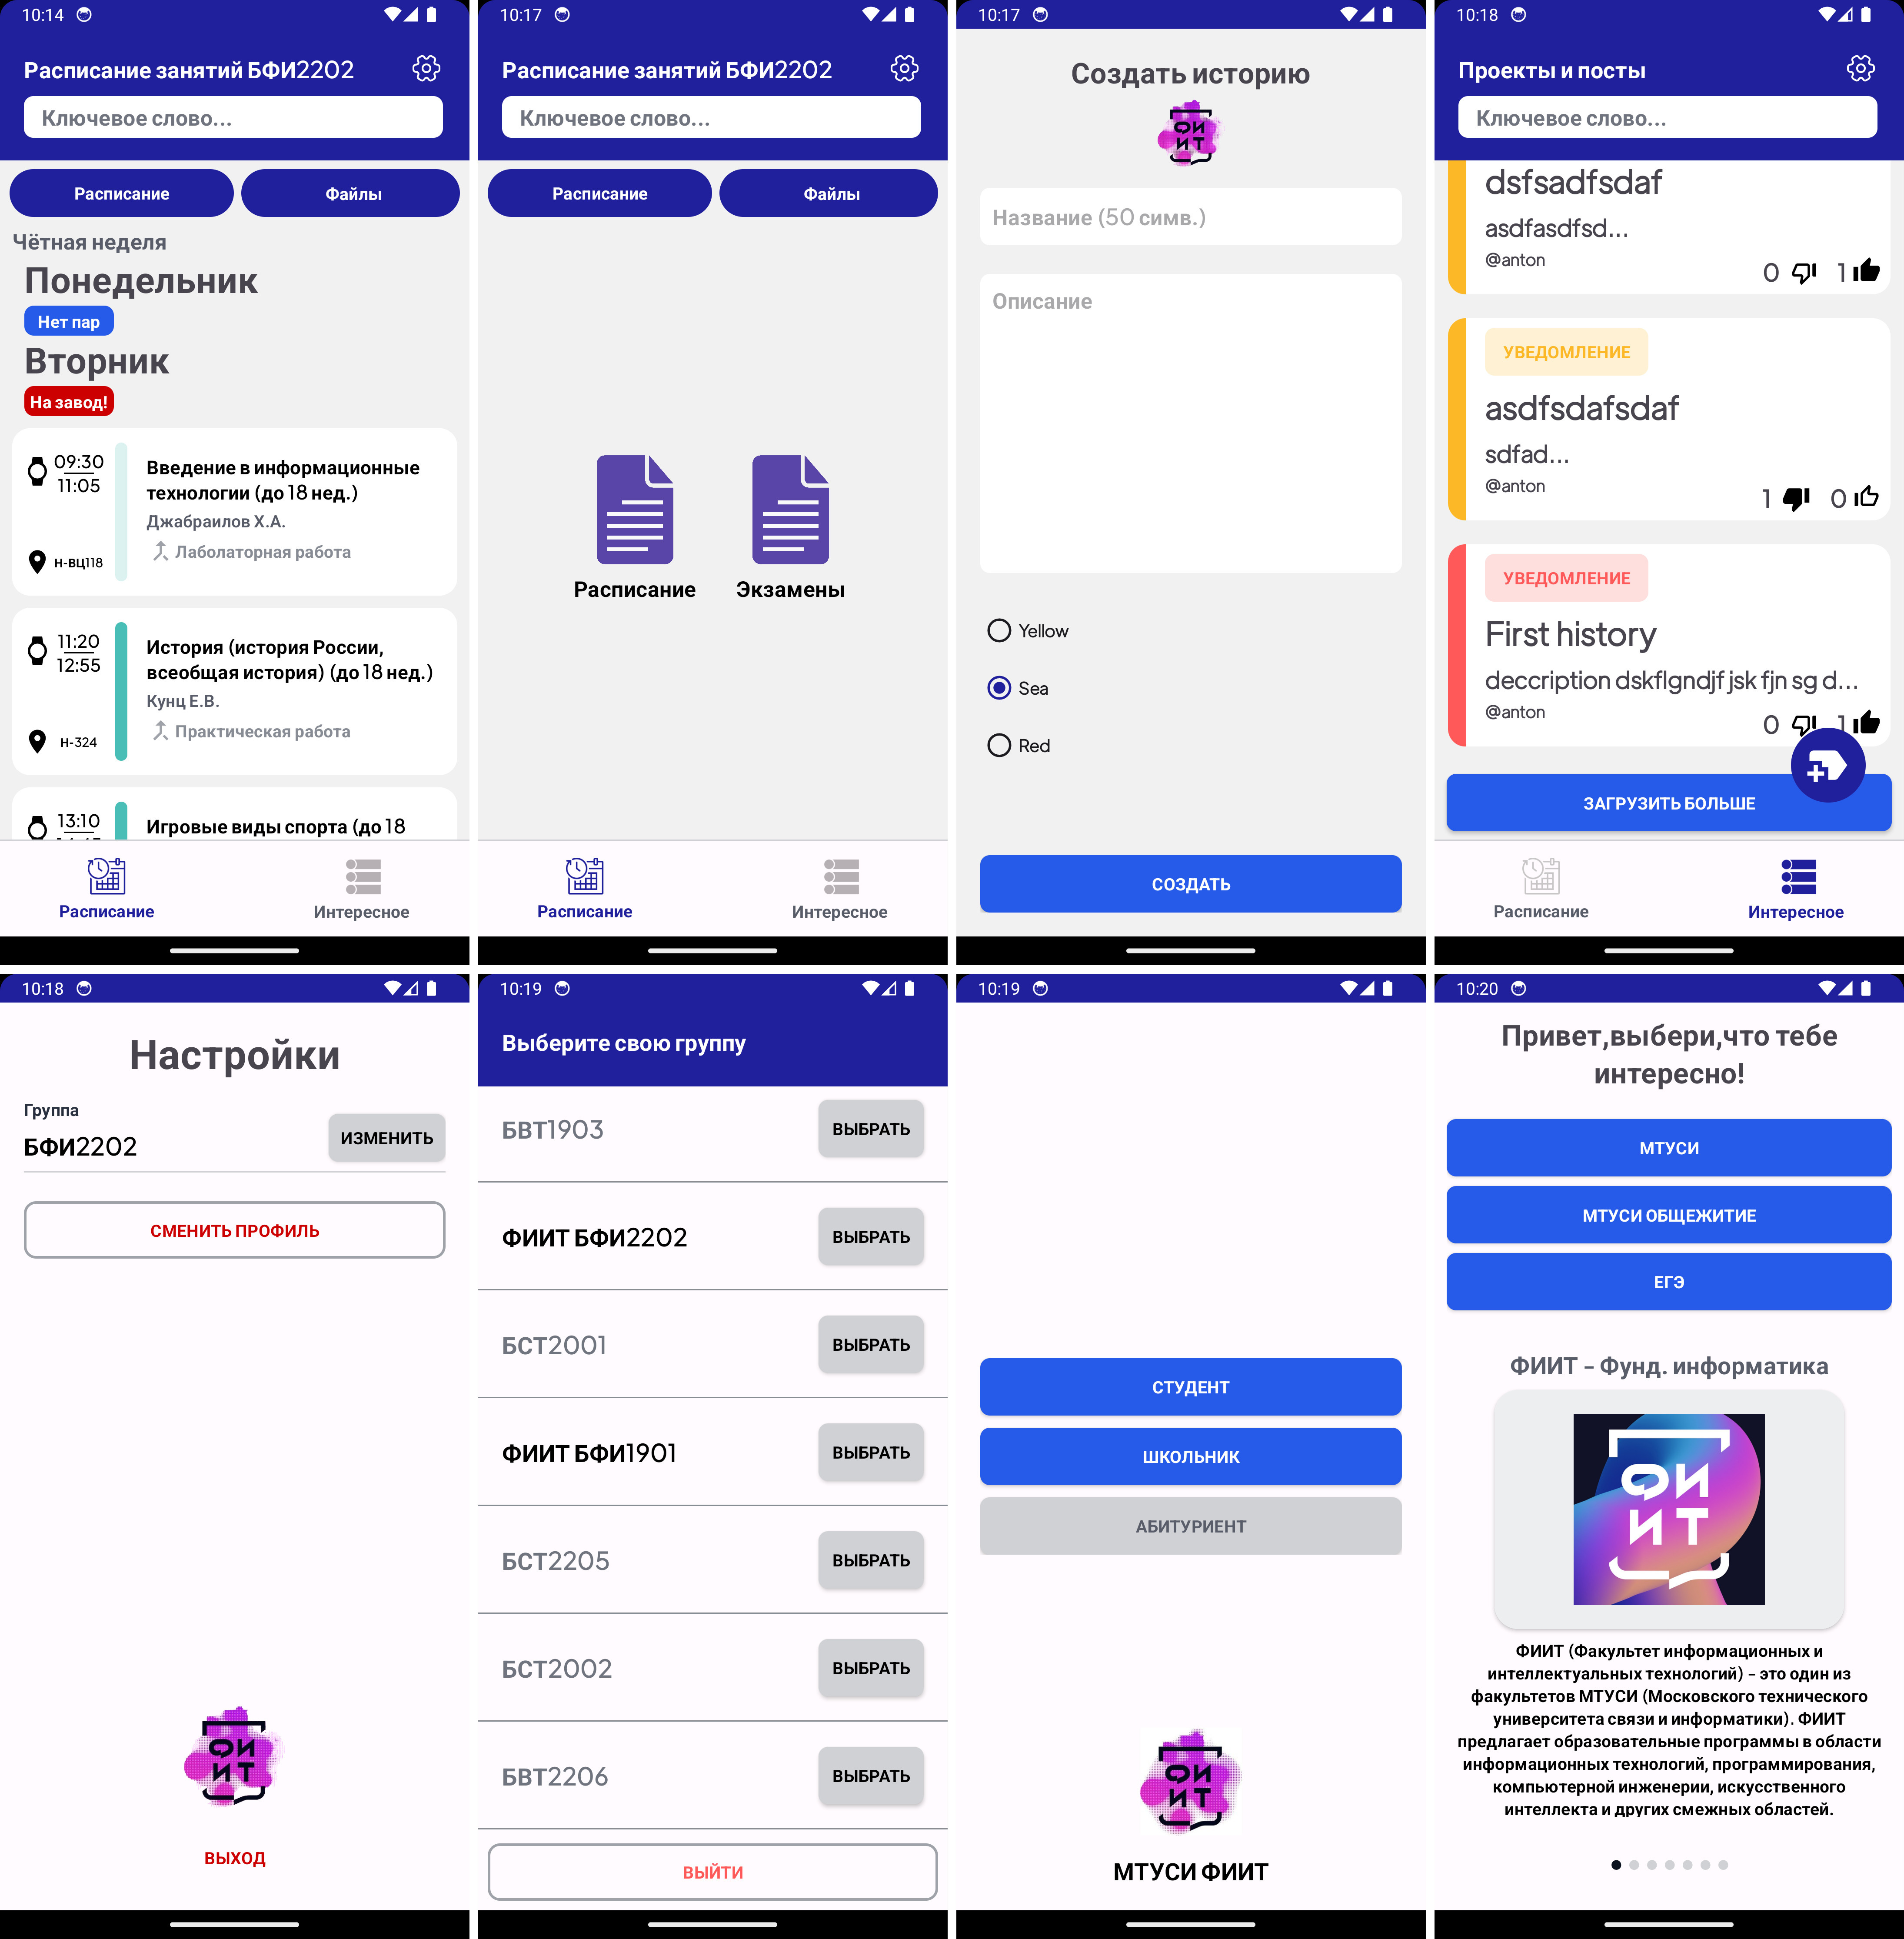 10:14
Расписание занятий БФИ2202
Ключевое слово...
Расписание
Файлы
Чётная неделя
Понедельник
Нет пар
Вторник
На завод!
09:30
11:05
Введение в информационные
технологии (до 18 нед.)
Джабраилов Х.А.
Лаболаторная работа
Н-ВЦ118
11:20
12:55
История (история России,
всеобщая история) (до 18 нед.)
Кунц Е.В.
Практическая работа
Н-324
13:10
Игровые виды спорта (до 18
Расписание
Интересное
10:17
Расписание занятий БФИ2202
Ключевое слово...
Расписание
Файлы
Расписание
Экзамены
Расписание
Интересное
10:17
Создать историю
ФИ
ИТ
Название (50 симв.)
Описание
Yellow
Sea
Red
СОЗДАТЬ
10:18
Проекты и посты
Ключевое слово...
dsfsadfsdaf
asdfasdfsd...
@anton
0
1
УВЕДОМЛЕНИЕ
asdfsdafsdaf
sdfad...
@anton
1
0
УВЕДОМЛЕНИЕ
First history
deccription dskflgndjf jsk fjn sg d...
@anton
0
1
ЗАГРУЗИТЬ БОЛЬШЕ
Расписание
Интересное
10:18
Настройки
Группа
БФИ2202
ИЗМЕНИТЬ
СМЕНИТЬ ПРОФИЛЬ
ФИ
ИТ
ВЫХОД
10:19
Выберите свою группу
БВТ1903
ВЫБРАТЬ
ФИИТ БФИ2202
ВЫБРАТЬ
БСТ2001
ВЫБРАТЬ
ФИИТ БФИ1901
ВЫБРАТЬ
БСТ2205
ВЫБРАТЬ
БСТ2002
ВЫБРАТЬ
БВТ2206
ВЫБРАТЬ
ВЫЙТИ
10:19
СТУДЕНТ
ШКОЛЬНИК
АБИТУРИЕНТ
ФИ
ИТ
МТУСИ ФИИТ
10:20
Привет,выбери,что тебе
интересно!
МТУСИ
МТУСИ ОБЩЕЖИТИЕ
ЕГЭ
ФИИТ - Фунд. информатика
ФИ
ИТ
ФИИТ (Факультет информационных и
интеллектуальных технологий) - это один из
факультетов МТУСИ (Московского технического
университета связи и информатики). ФИИТ
предлагает образовательные программы в области
информационных технологий, программирования,
компьютерной инженерии, искусственного
интеллекта и других смежных областей.